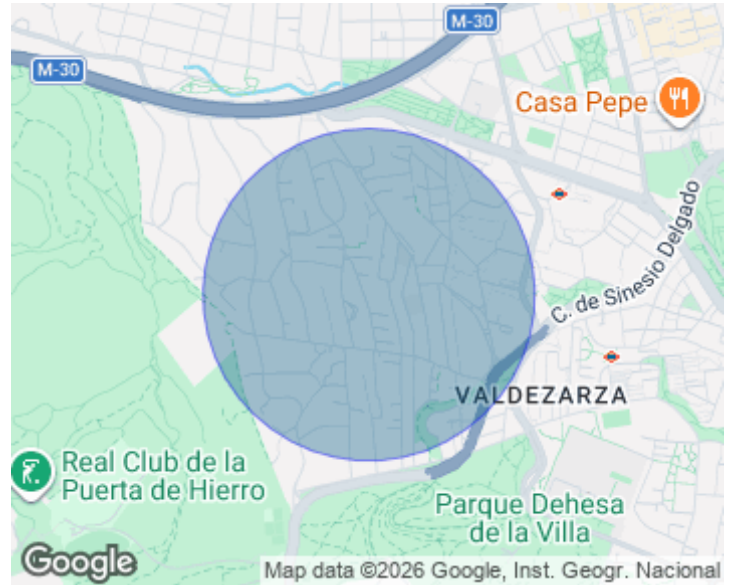 M-30
M-30
Casa Pepe
C. de Sinesio Delgado
VALDEZARZA
Real Club de la
Puerta de Hierro
Parque Dehesa
de la Villa
Google
Map data ©2026 Google, Inst. Geogr. Nacional